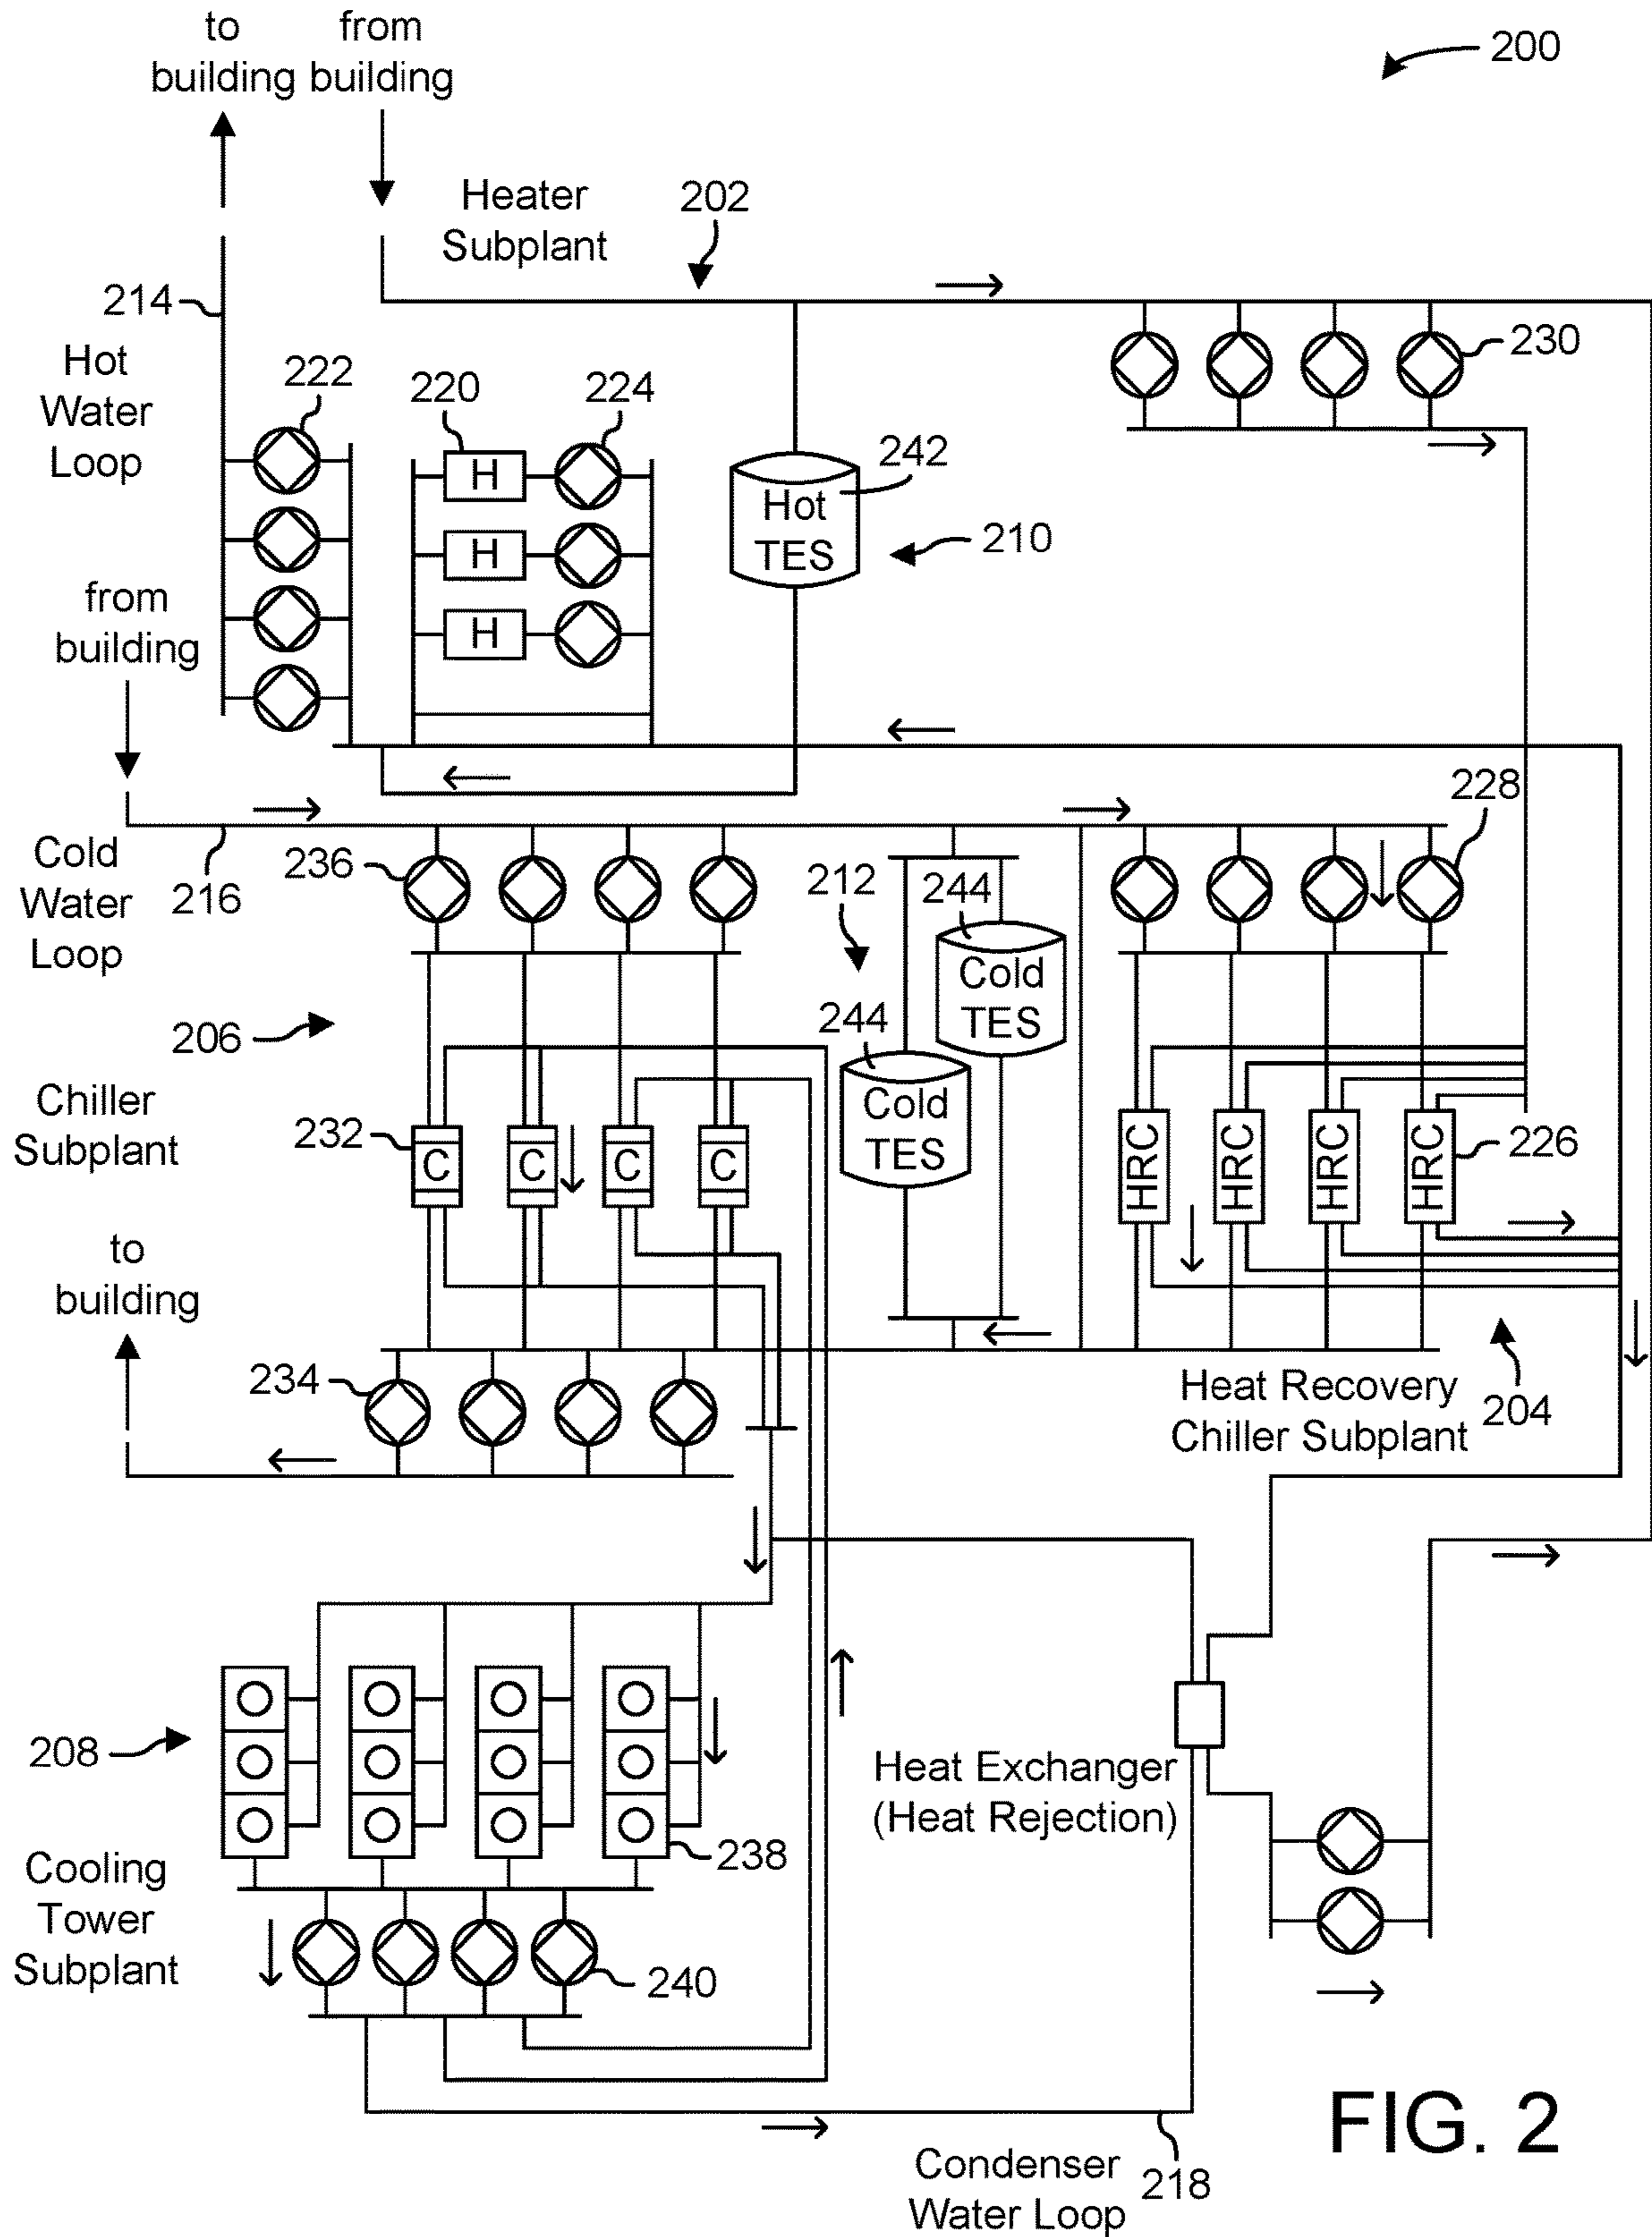 to
building
from
building
200
Heater
Subplant
202
214
Hot
Water
Loop
222
220
224
230
H
H
H
Hot
TES
242
210
from
building
228
Cold
Water
Loop
216
236
212
244
Cold
TES
244
Cold
TES
206
Chiller
Subplant
232
C
C
C
C
HRC
HRC
HRC
HRC
226
to
building
234
Heat Recovery
Chiller Subplant
204
208
Heat Exchanger
(Heat Rejection)
238
Cooling
Tower
Subplant
240
Condenser
Water Loop
218
FIG. 2